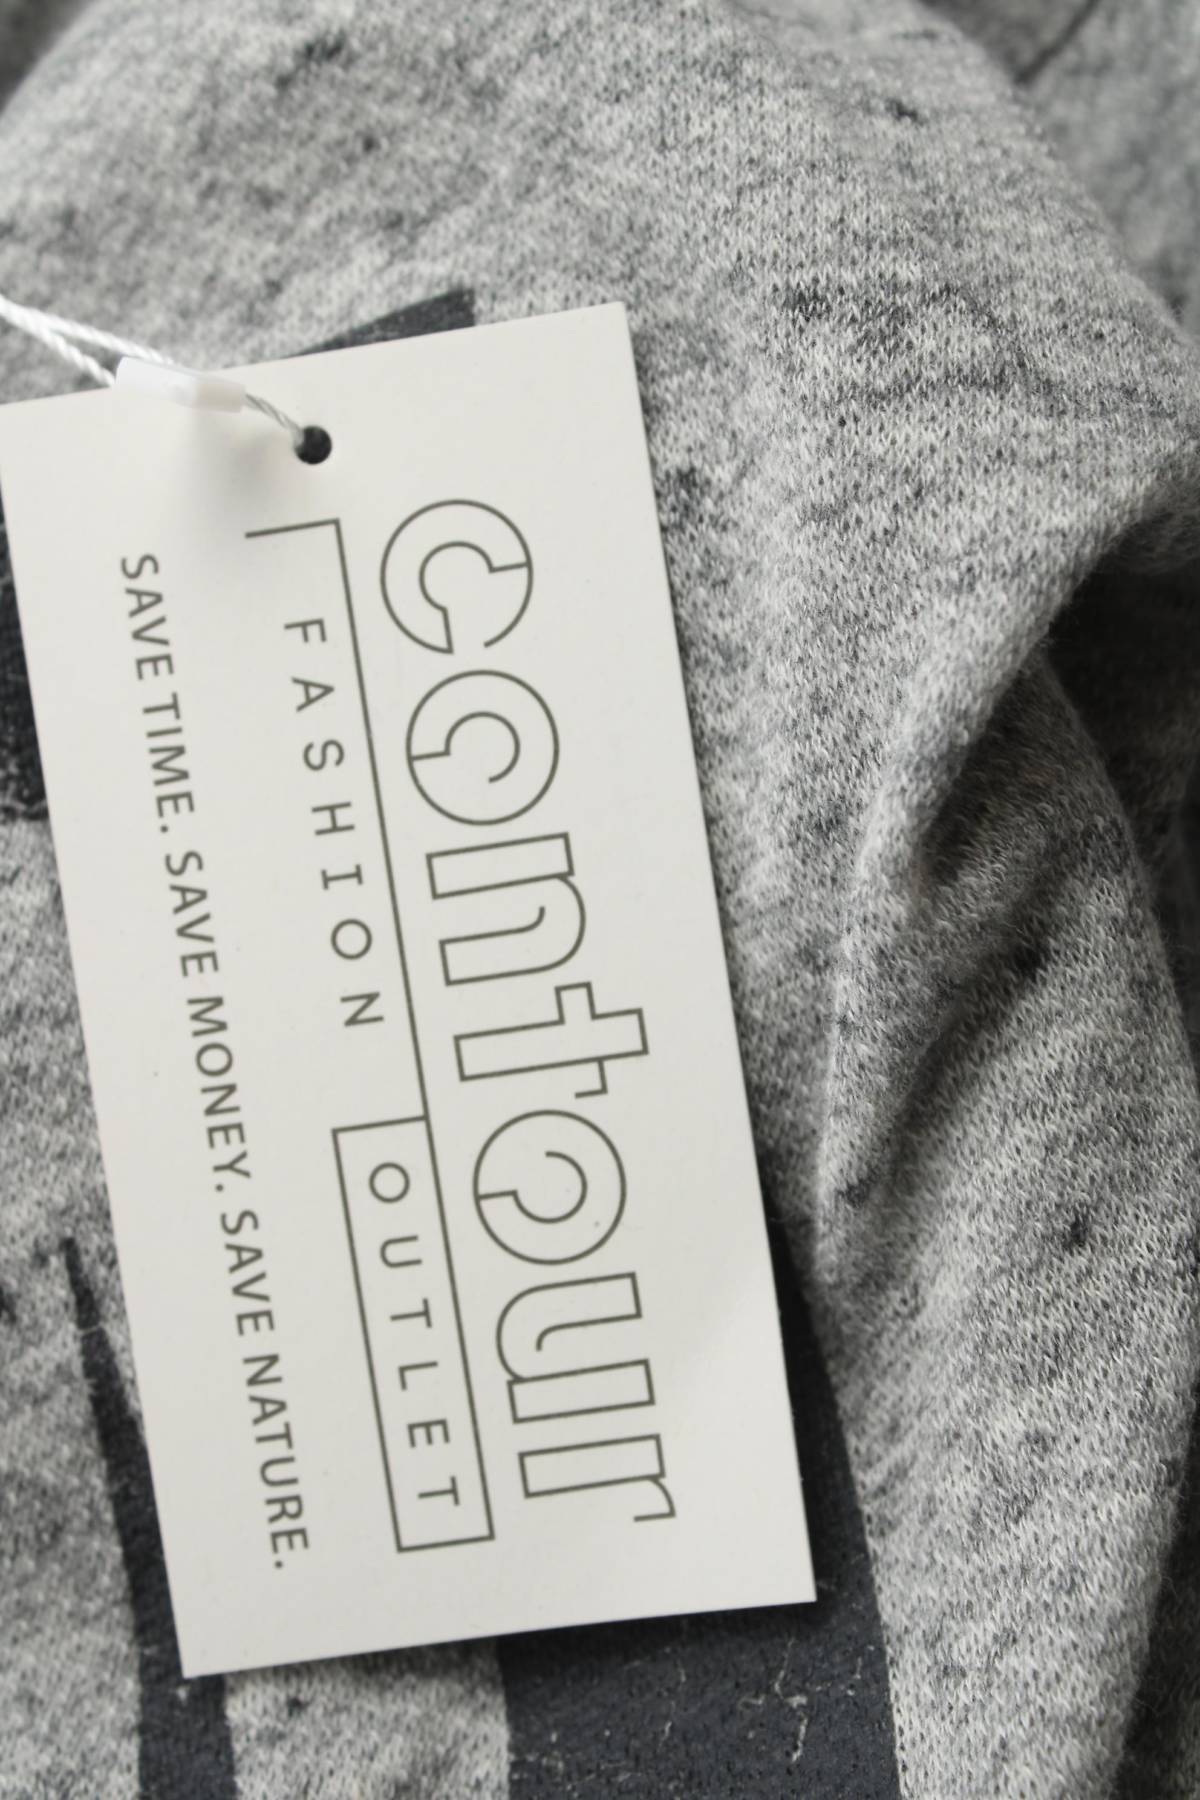 contour
FASHION OUTLET
SAVE TIME. SAVE MONEY. SAVE NATURE.